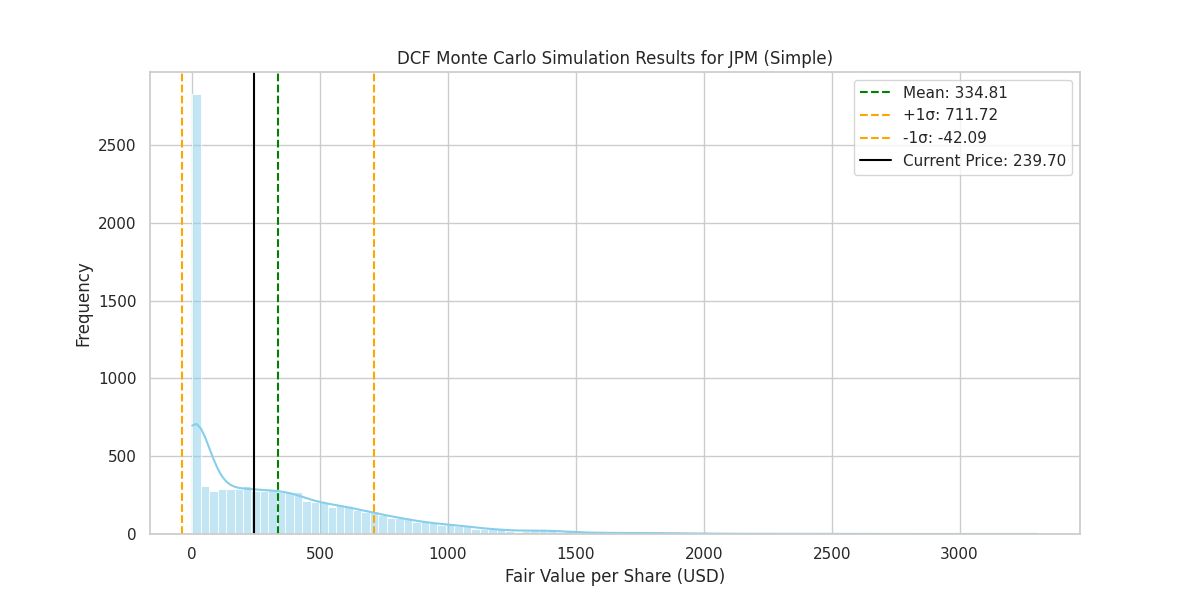 DCF Monte Carlo Simulation Results for JPM (Simple)
Mean: 334.81
+1σ: 711.72
-1σ: -42.09
Current Price: 239.70
Frequency
2500
2000
1500
1000
500
0
0 500 1000 1500 2000 2500 3000
Fair Value per Share (USD)